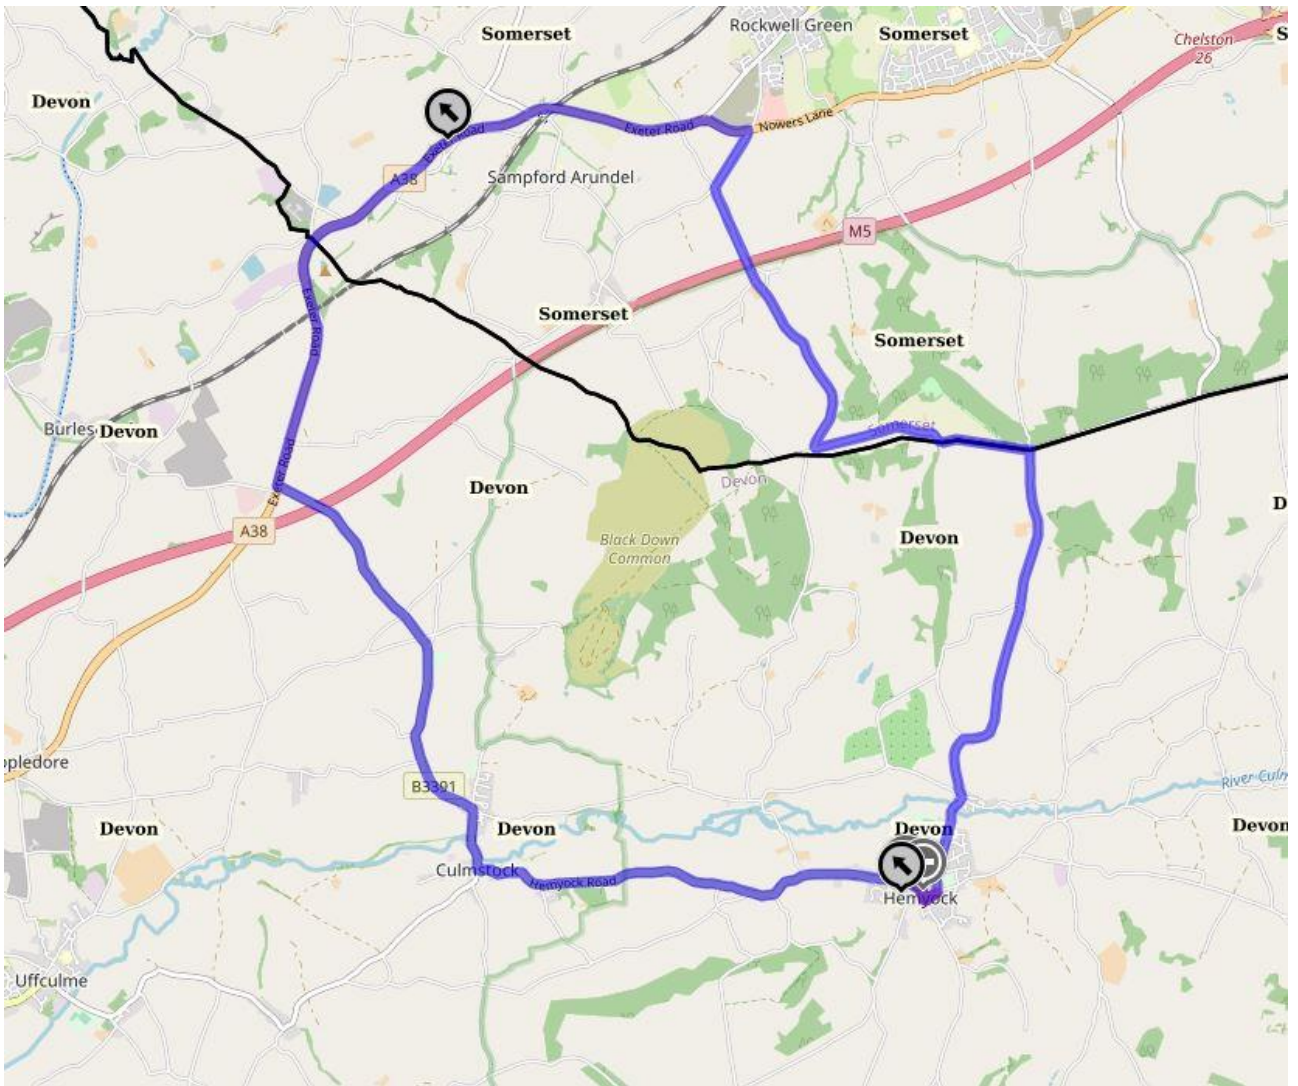 Somerset
Rockwell Green
Somerset
Chelston
26
S
Devon
Exeter Road
Exeter Road
Nowers Lane
A38
Sampford Arundel
M5
Exeter Road
Somerset
Somerset
Burles
Devon
Somerset
Exeter Road
Devon
Devon
D
A38
Black Down
Common
Devon
ppledore
B3391
River Culm
Devon
Devon
Devon
Devon
Culmstock
Hemyock Road
Hemyock
Uffculme